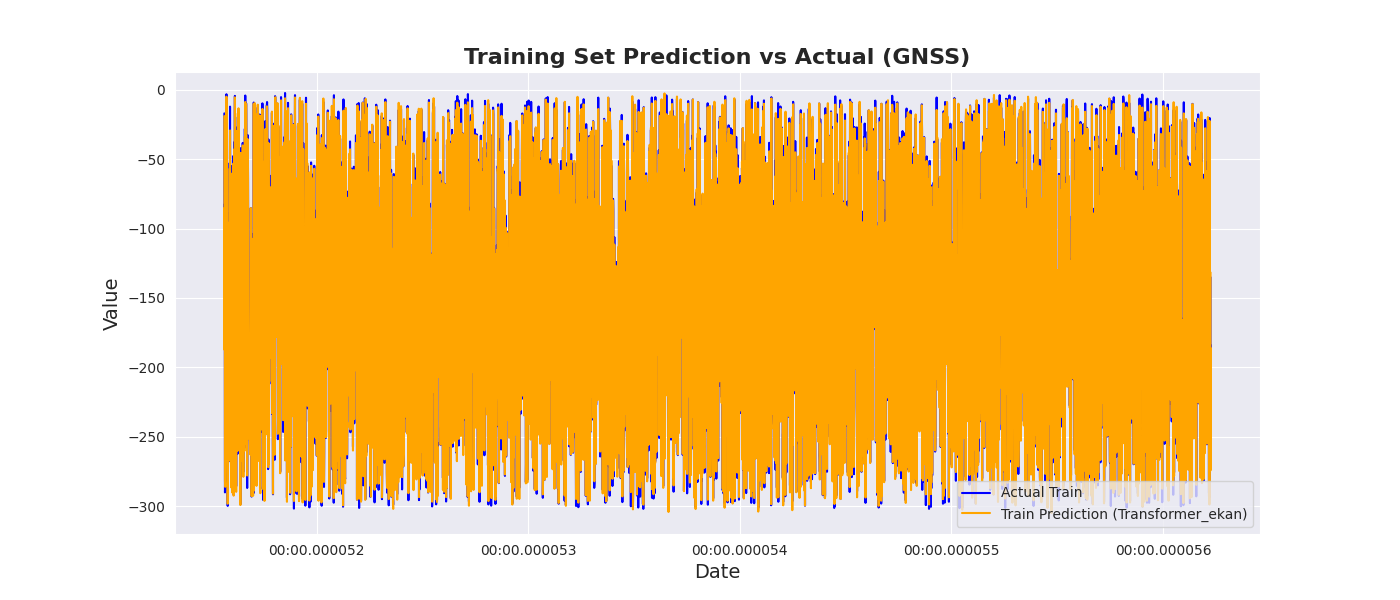 Training Set Prediction vs Actual (GNSS)
Value
0
−50
−100
−150
−200
−250
−300
Actual Train
Train Prediction (Transformer_ekan)
00:00.000052
00:00.000053
00:00.000054
00:00.000055
00:00.000056
Date